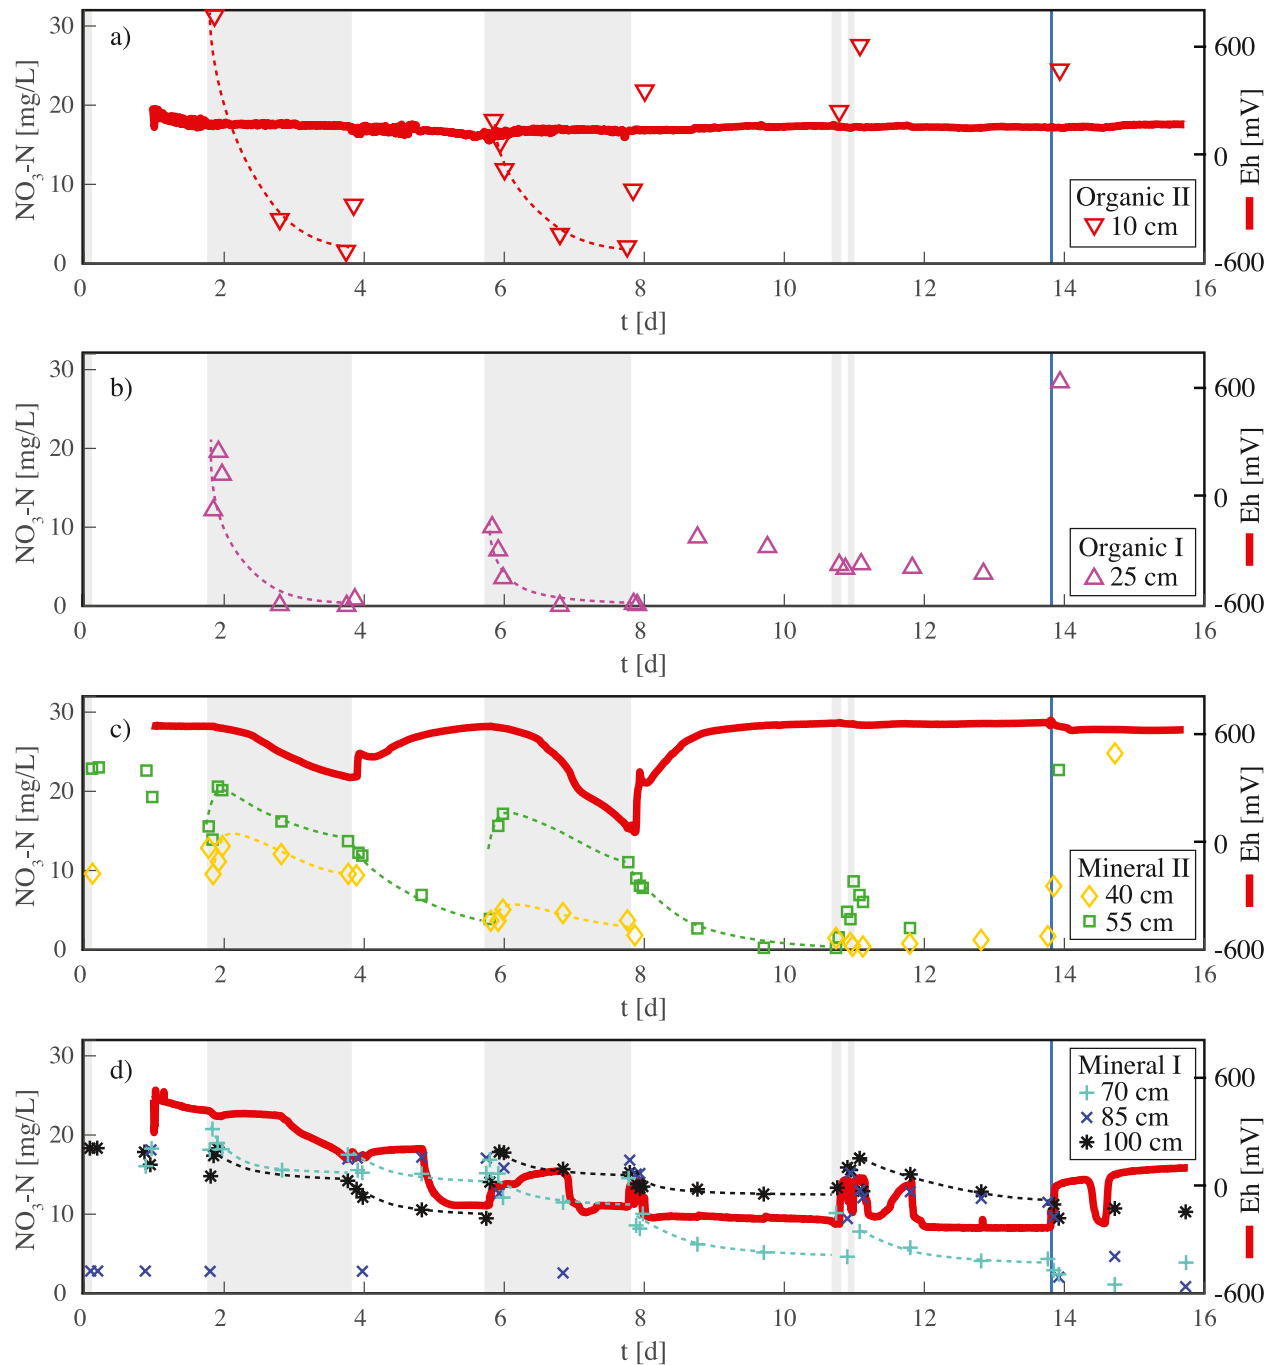 a)
30
20
10
0
NO3-N [mg/L]
600
0
-600
Eh [mV]
Organic II
10 cm
0 2 4 6 8 10 12 14 16
t [d]
b)
30
20
10
0
NO3-N [mg/L]
600
0
-600
Eh [mV]
Organic I
25 cm
0 2 4 6 8 10 12 14 16
t [d]
c)
30
20
10
0
NO3-N [mg/L]
600
0
-600
Eh [mV]
Mineral II
40 cm
55 cm
0 2 4 6 8 10 12 14 16
t [d]
d)
30
20
10
0
NO3-N [mg/L]
600
0
-600
Eh [mV]
Mineral I
70 cm
85 cm
100 cm
0 2 4 6 8 10 12 14 16
t [d]